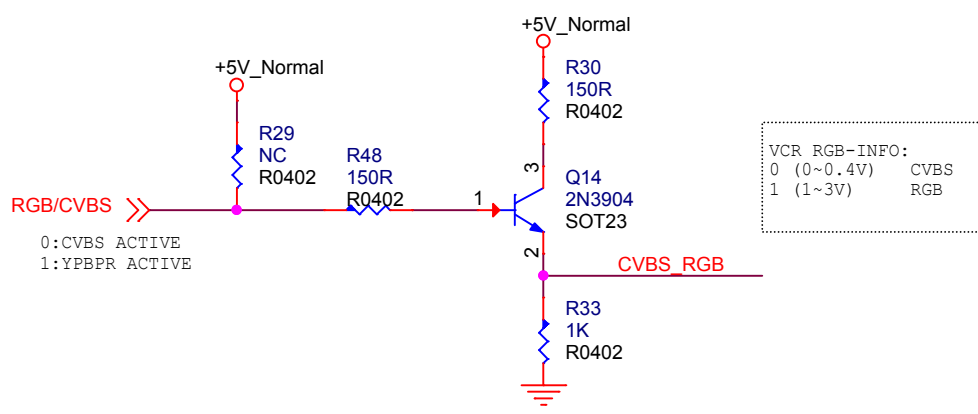 +5V_Normal
+5V_Normal
R30
150R
R0402
R29
NC
R0402
R48
150R
R0402
3
Q14
2N3904
SOT23
1
2
RGB/CVBS
0:CVBS ACTIVE
1:YPBPR ACTIVE
CVBS_RGB
R33
1K
R0402
VCR RGB-INFO:
0 (0~0.4V) CVBS
1 (1~3V) RGB